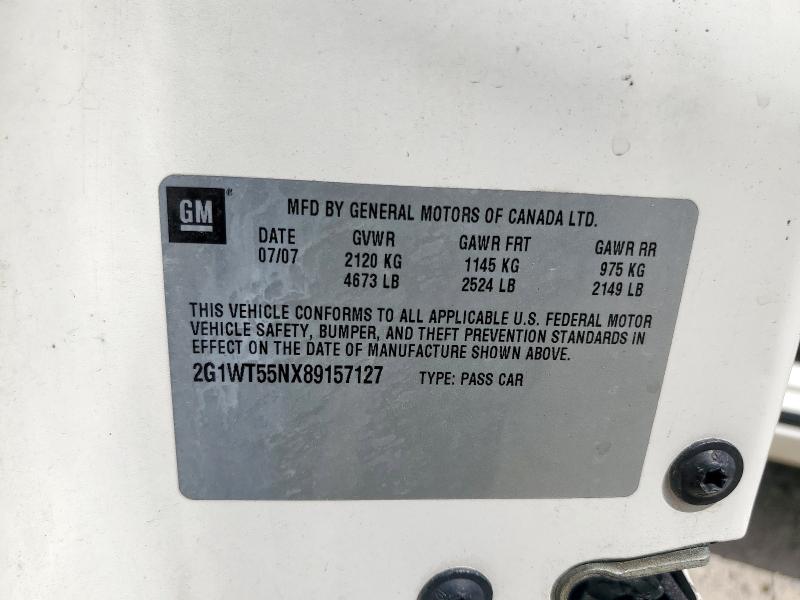 GM® MFD BY GENERAL MOTORS OF CANADA LTD.
DATE GVWR GAWR FRT GAWR RR
07/07 2120 KG 1145 KG 975 KG
4673 LB 2524 LB 2149 LB
THIS VEHICLE CONFORMS TO ALL APPLICABLE U.S. FEDERAL MOTOR
VEHICLE SAFETY, BUMPER, AND THEFT PREVENTION STANDARDS IN
EFFECT ON THE DATE OF MANUFACTURE SHOWN ABOVE.
2G1WT55NX89157127 TYPE: PASS CAR